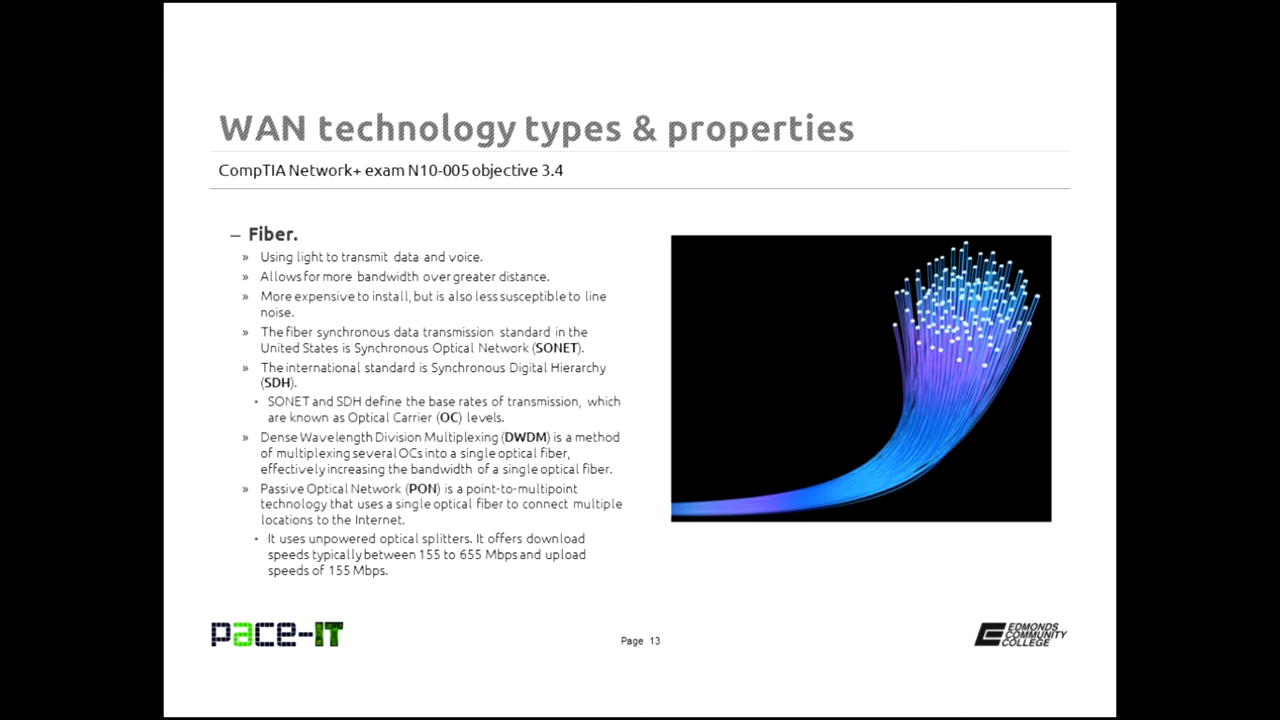 WAN technology types & properties
CompTIA Network+ exam N10-005 objective 3.4
– Fiber.
» Using light to transmit data and voice.
» Allows for more bandwidth over greater distance.
» More expensive to install, but is also less susceptible to line
noise.
» The fiber synchronous data transmission standard in the
United States is Synchronous Optical Network (SONET).
» The international standard is Synchronous Digital Hierarchy
(SDH).
• SONET and SDH define the base rates of transmission, which
are known as Optical Carrier (OC) levels.
» Dense Wavelength Division Multiplexing (DWDM) is a method
of multiplexing several OCs into a single optical fiber,
effectively increasing the bandwidth of a single optical fiber.
» Passive Optical Network (PON) is a point-to-multipoint
technology that uses a single optical fiber to connect multiple
locations to the Internet.
• It uses unpowered optical splitters. It offers download
speeds typically between 155 to 655 Mbps and upload
speeds of 155 Mbps.
pace-IT
Page 13
EDMONDS
COMMUNITY
COLLEGE